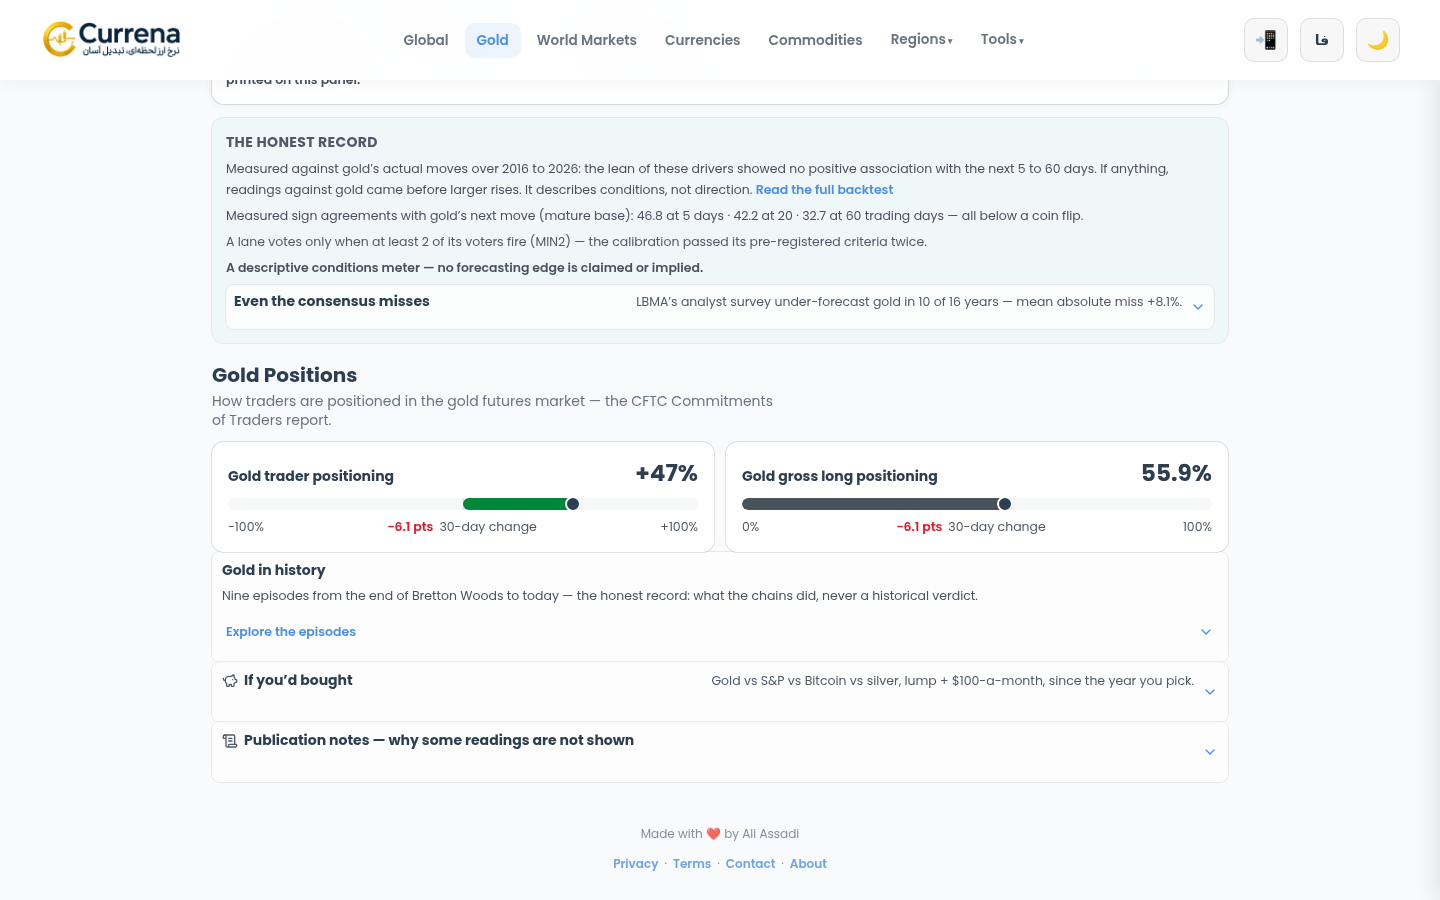 Currena
نرخ ارز لحظه‌ای، تبدیل آسان
Global
Gold
World Markets
Currencies
Commodities
Regions ▾
Tools ▾
فا
printed on this panel.
THE HONEST RECORD
Measured against gold’s actual moves over 2016 to 2026: the lean of these drivers showed no positive association with the next 5 to 60 days. If anything,
readings against gold came before larger rises. It describes conditions, not direction. Read the full backtest
Measured sign agreements with gold’s next move (mature base): 46.8 at 5 days · 42.2 at 20 · 32.7 at 60 trading days — all below a coin flip.
A lane votes only when at least 2 of its voters fire (MIN2) — the calibration passed its pre-registered criteria twice.
A descriptive conditions meter — no forecasting edge is claimed or implied.
Even the consensus misses
LBMA’s analyst survey under-forecast gold in 10 of 16 years — mean absolute miss +8.1%.
Gold Positions
How traders are positioned in the gold futures market — the CFTC Commitments
of Traders report.
Gold trader positioning
+47%
-100%
-6.1 pts 30-day change
+100%
Gold gross long positioning
55.9%
0%
-6.1 pts 30-day change
100%
Gold in history
Nine episodes from the end of Bretton Woods to today — the honest record: what the chains did, never a historical verdict.
Explore the episodes
If you’d bought
Gold vs S&P vs Bitcoin vs silver, lump + $100-a-month, since the year you pick.
Publication notes — why some readings are not shown
Made with ❤️ by Ali Assadi
Privacy · Terms · Contact · About